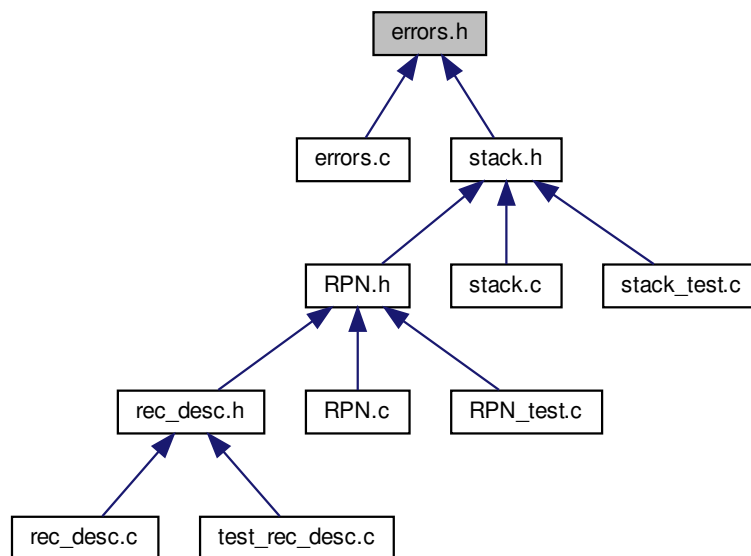 errors.h
errors.c
stack.h
RPN.h
stack.c
stack_test.c
rec_desc.h
RPN.c
RPN_test.c
rec_desc.c
test_rec_desc.c